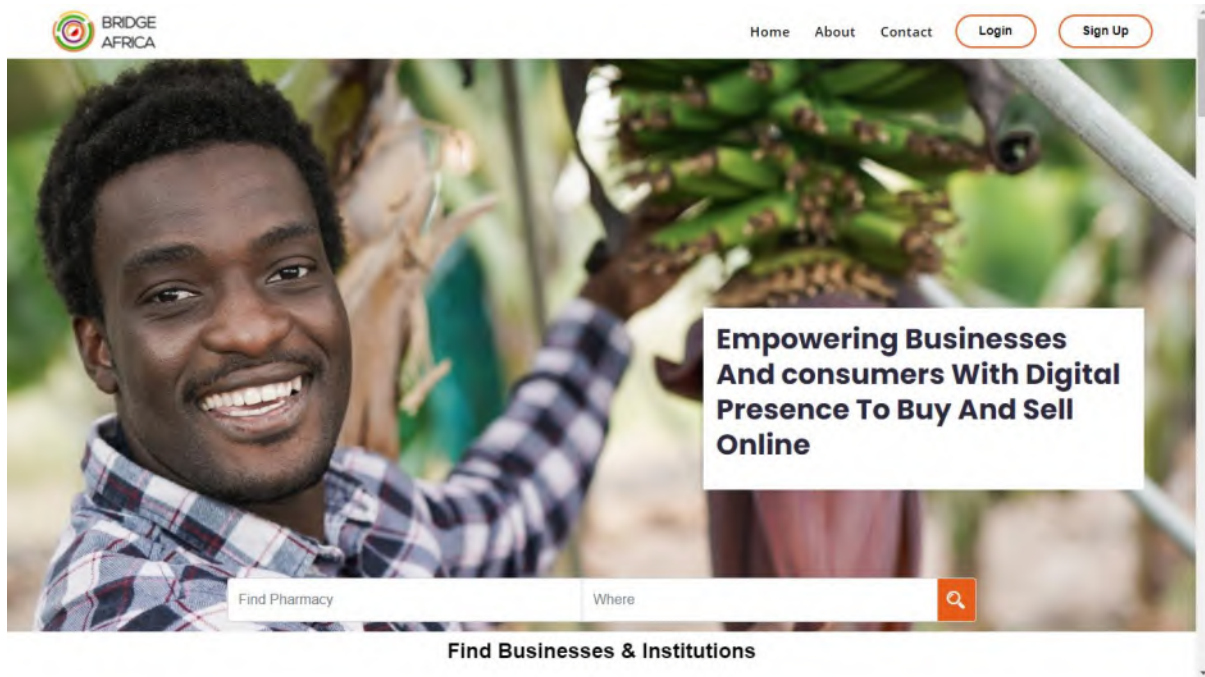 BRIDGE
AFRICA
Home About Contact Login Sign Up
Empowering Businesses
And consumers With Digital
Presence To Buy And Sell
Online
Find Pharmacy Where
Find Businesses & Institutions